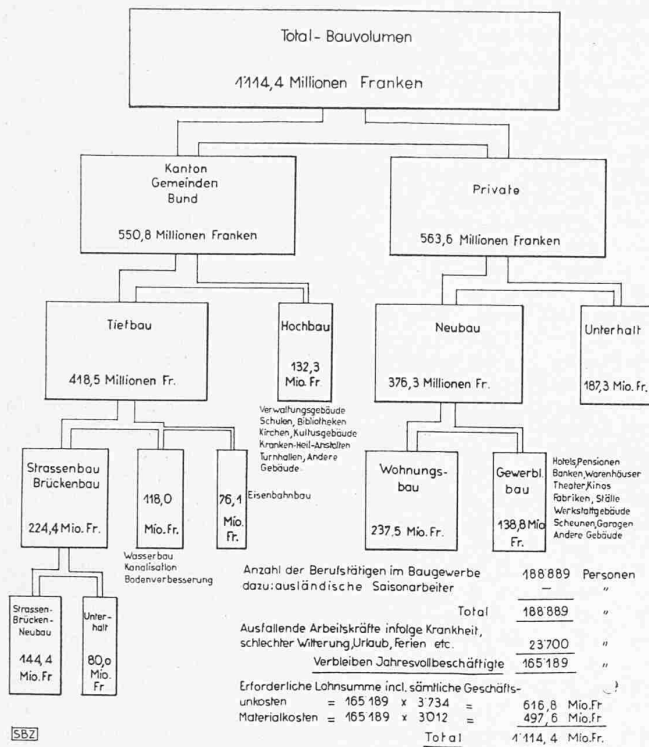 Total-Bauvolumen
1'114,4 Millionen Franken
Kanton
Gemeinden
Bund
550,8 Millionen Franken
Private
563,6 Millionen Franken
Tiefbau
418,5 Millionen Fr.
Hochbau
132,3
Mio. Fr
Verwaltungsgebäude
Schulen, Bibliotheken
Kirchen, Kultusgebäude
Kranken-Heil-Anstalten
Turnhallen, Andere
Gebäude.
Neubau
376,3 Millionen Fr.
Unterhalt
187,3 Mio. Fr.
Strassenbau
Brückenbau
224,4 Mio. Fr.
118,0
Mio. Fr.
Wasserbau
Kanalisation
Bodenverbesserung
76,1
Mio.
Fr.
Eisenbahnbau
Wohnungs-
bau
237,5 Mio. Fr.
Gewerbl.
bau
138,8 Mio
Fr.
Hotels, Pensionen
Banken, Warenhäuser
Theater, Kinos
Fabriken, Ställe
Werkstattgebäude
Scheunen, Garagen
Andere Gebäude
Strassen-
Brücken-
Neubau
144,4
Mio. Fr
Unter-
halt
80,0
Mio.
Fr
Anzahl der Berufstätigen im Baugewerbe 188'889 Personen
dazu: ausländische Saisonarbeiter — "
Total 188'889 "
Ausfallende Arbeitskräfte infolge Krankheit,
schlechter Witterung, Urlaub, Ferien etc. 23'700 "
Verbleiben Jahresvollbeschäftigte 165'189 "
Erforderliche Lohnsumme incl. sämtliche Geschäfts-
unkosten = 165'189 x 3'734 = 616,8 Mio. Fr
Materialkosten = 165'189 x 3'012 = 497,6 Mio. Fr
Total 1'114,4 Mio. Fr.
SBZ